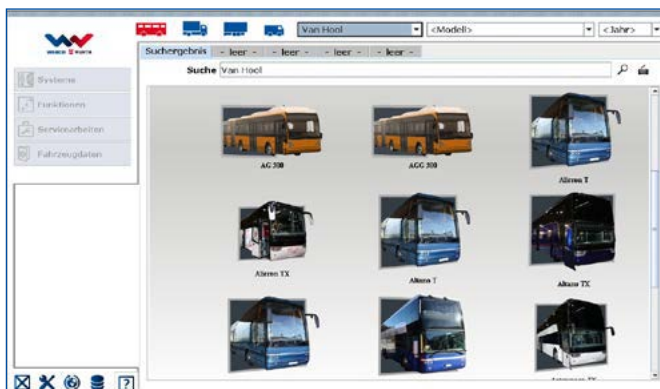 Van Hool <Modell> <Jahr>
Suchergebnis - leer - - leer - - leer - - leer -
Suche Van Hool
Systeme
Funktionen
Servicearbeiten
Fahrzeugdaten
AG 300 AGG 300 Alicron T
Alicron TX Altano T Altano TX
?